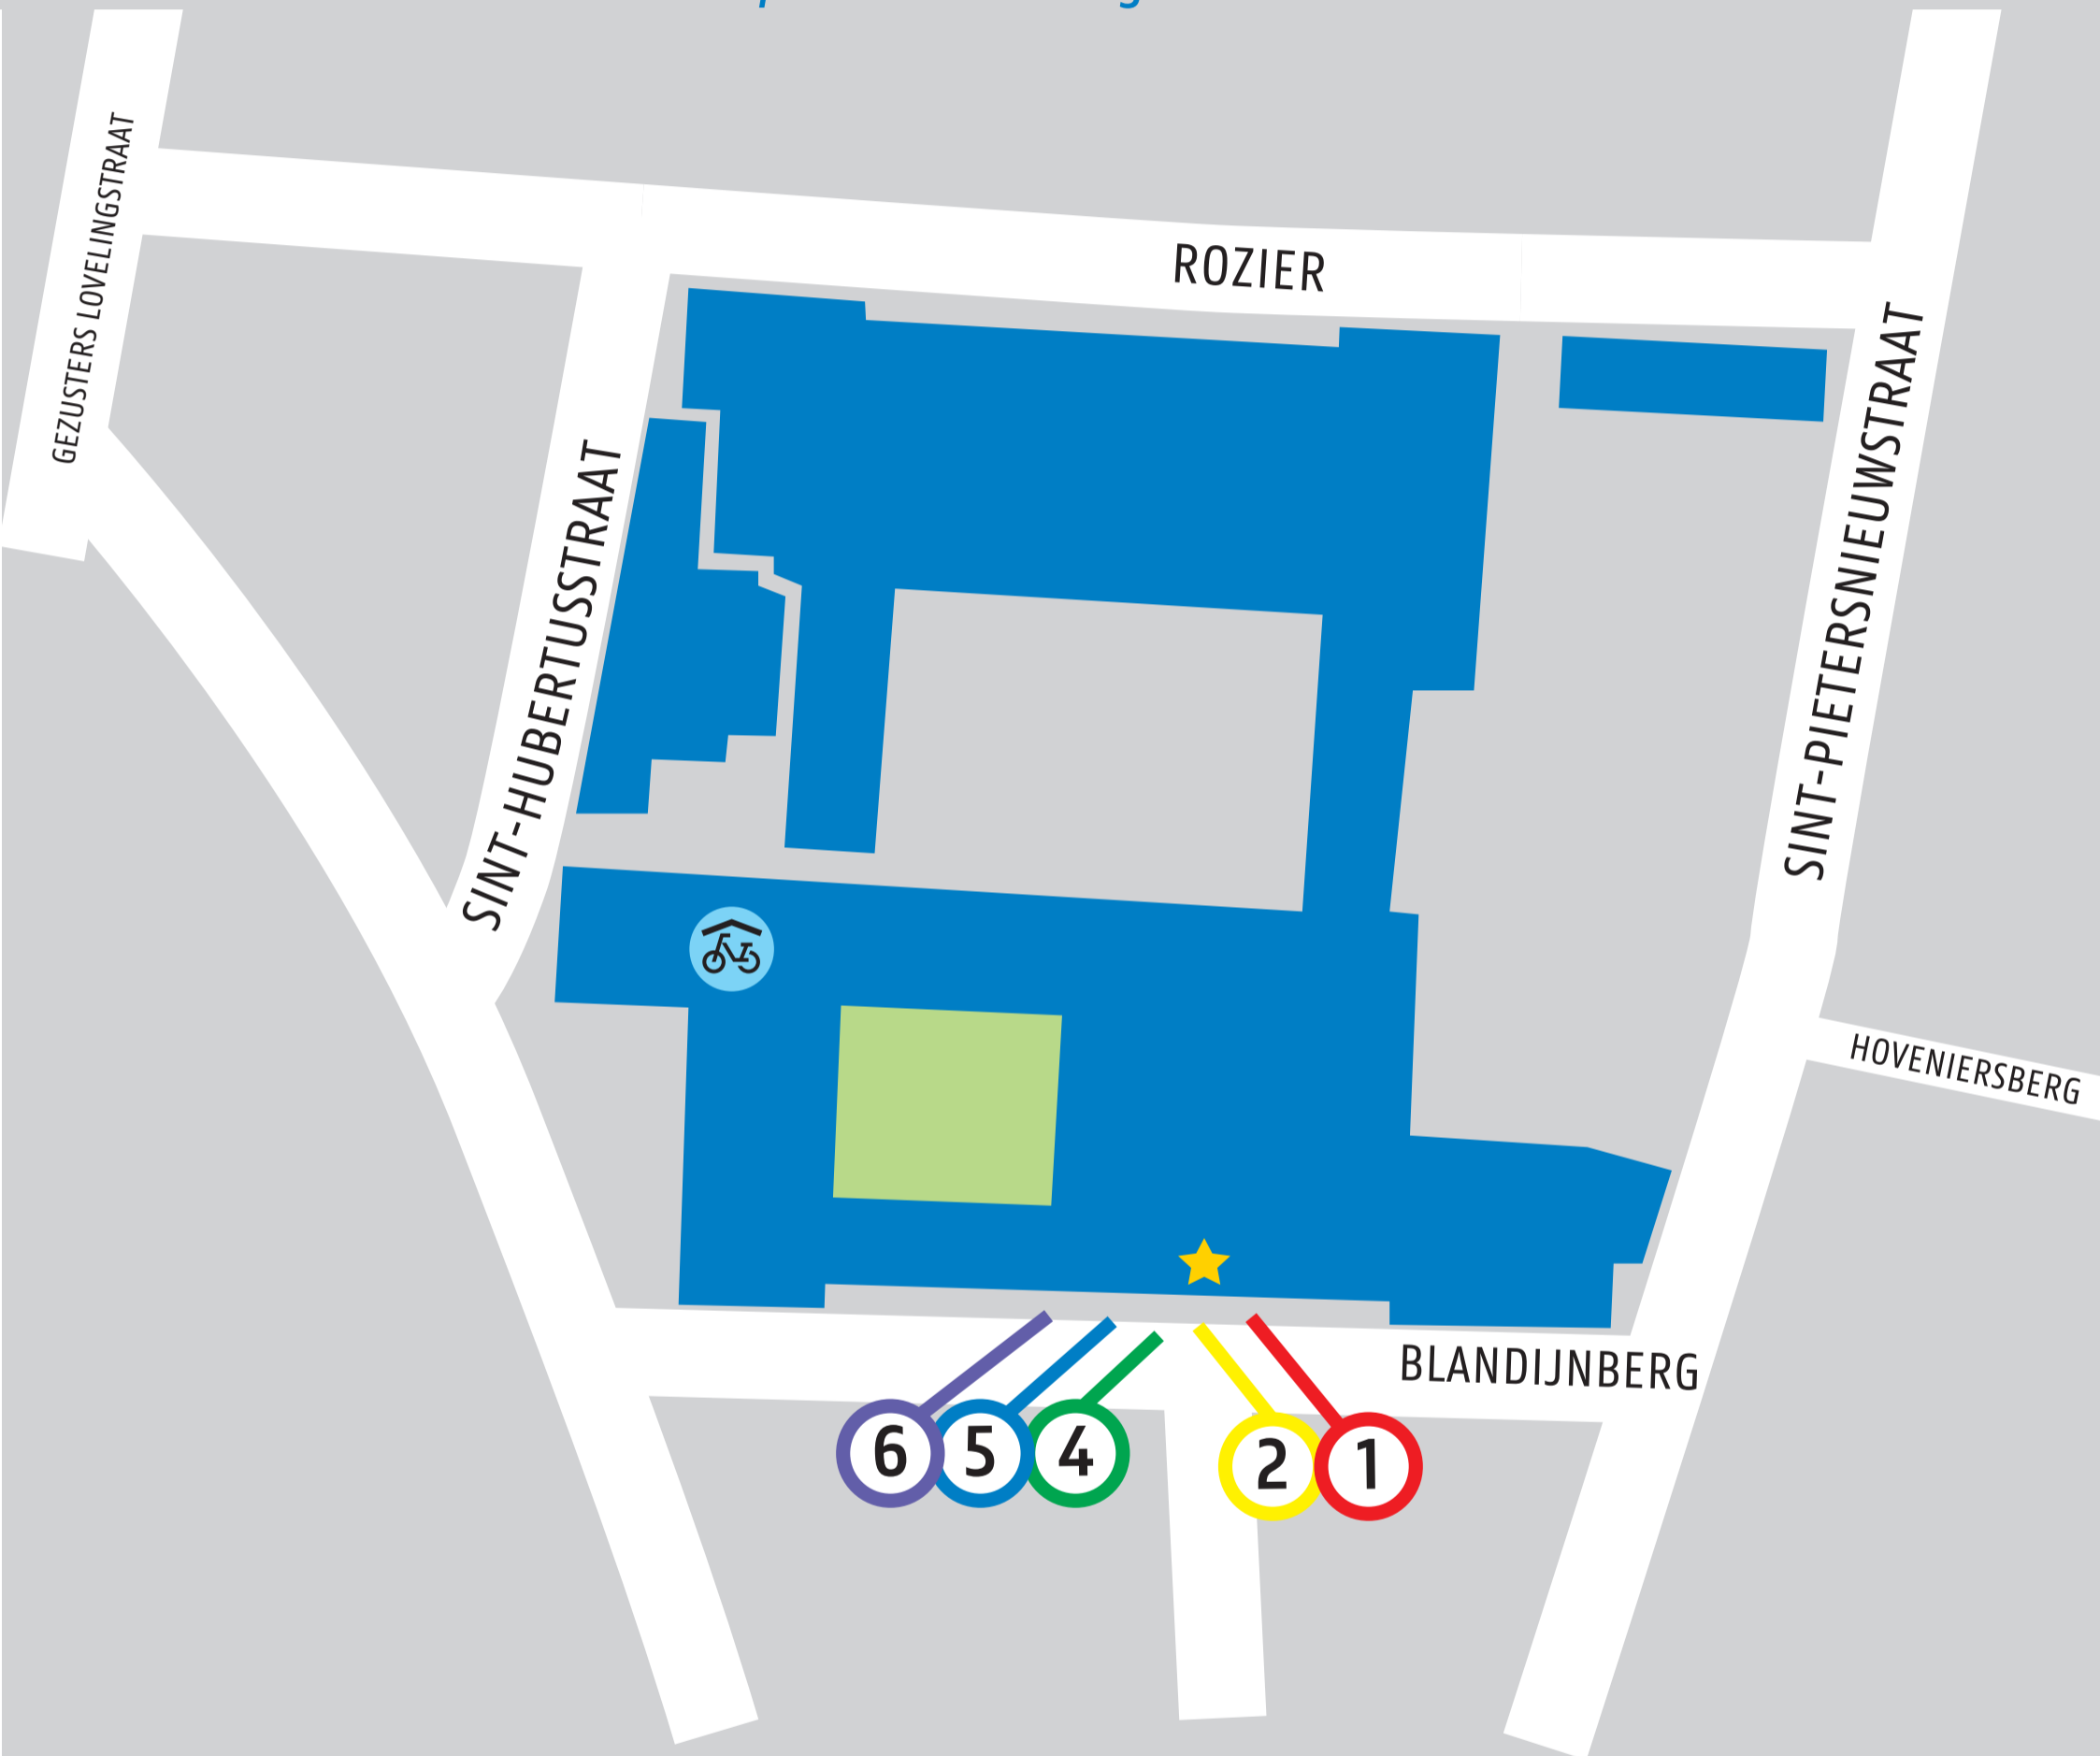 GEZUSTERS LOVELINGSTRAAT
ROZIER
SINT-HUBERTUSSTRAAT
SINT-PIETERSNIEUWSTRAAT
HOVENIERSBERG
BLANDIJNBERG
6 5 4 2 1